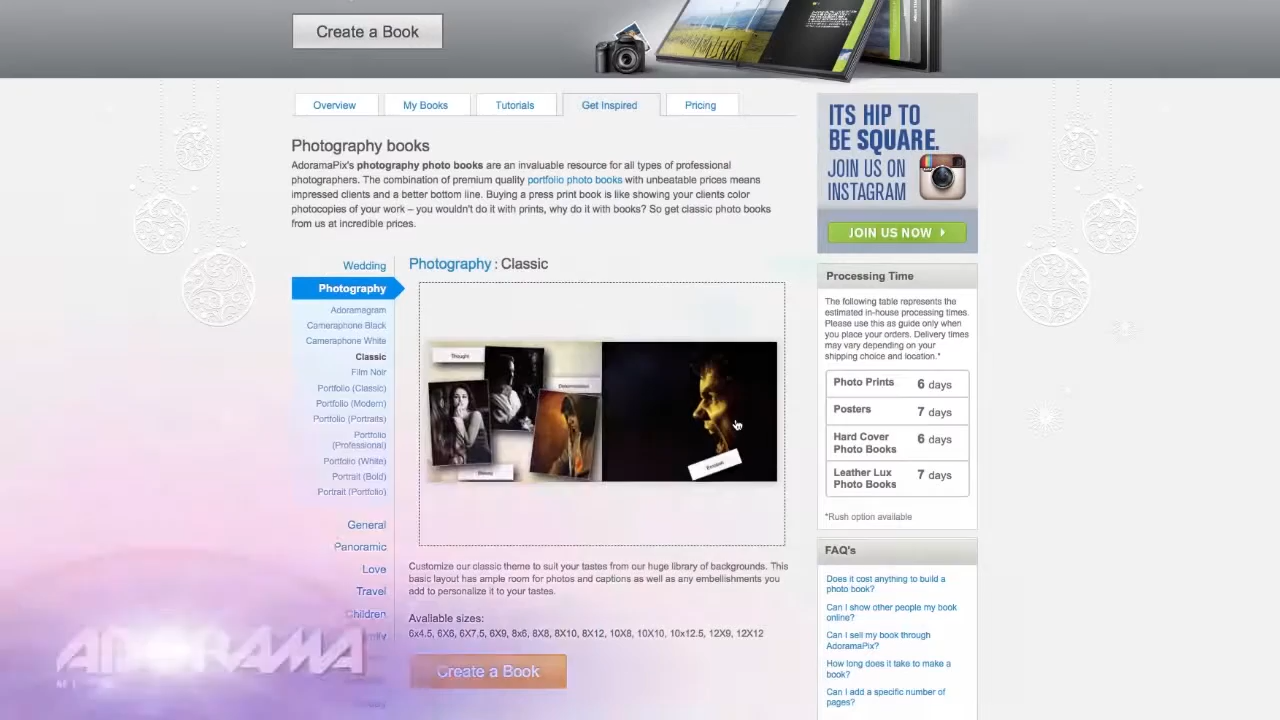 Create a Book
Overview
My Books
Tutorials
Get Inspired
Pricing
Photography books
AdoramaPix's photography photo books are an invaluable resource for all types of professional
photographers. The combination of premium quality portfolio photo books with unbeatable prices means
impressed clients and a better bottom line. Buying a press print book is like showing your clients color
photocopies of your work – you wouldn't do it with prints, why do it with books? So get classic photo books
from us at incredible prices.
Wedding
Photography
Adoramagram
Cameraphone Black
Cameraphone White
Classic
Film Noir
Portfolio (Classic)
Portfolio (Modern)
Portfolio (Portraits)
Portfolio
(Professional)
Portfolio (White)
Portrait (Bold)
Portrait (Portfolio)
General
Panoramic
Love
Travel
Children
Photography : Classic
Thought
Determination
Emotion
Customize our classic theme to suit your tastes from our huge library of backgrounds. This
basic layout has ample room for photos and captions as well as any embellishments you
add to personalize it to your tastes.
Available sizes:
6x4.5, 6X6, 6X7.5, 6X9, 8x6, 8X8, 8X10, 8X12, 10X8, 10X10, 10x12.5, 12X9, 12X12
Create a Book
ITS HIP TO
BE SQUARE.
JOIN US ON
INSTAGRAM
JOIN US NOW
Processing Time
The following table represents the
estimated in-house processing times.
Please use this as guide only when
you place your orders. Delivery times
may vary depending on your
shipping choice and location.*
Photo Prints 6 days
Posters 7 days
Hard Cover
Photo Books 6 days
Leather Lux
Photo Books 7 days
*Rush option available
FAQ's
Does it cost anything to build a
photo book?
Can I show other people my book
online?
Can I sell my book through
AdoramaPix?
How long does it take to make a
book?
Can I add a specific number of
pages?
ADORAMA